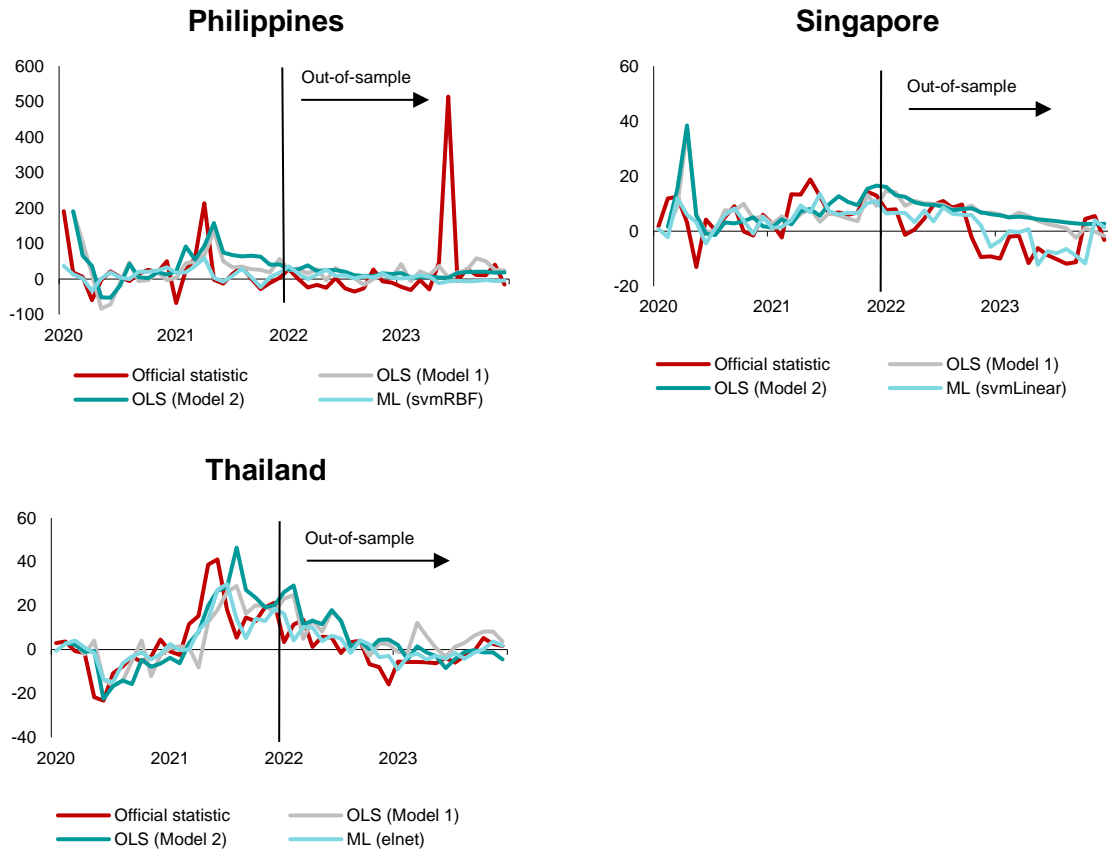 Philippines
600
500
400
300
200
100
0
-100
2020
2021
2022
2023
Out-of-sample
Official statistic
OLS (Model 1)
OLS (Model 2)
ML (svmRBF)
Singapore
60
40
20
0
-20
2020
2021
2022
2023
Out-of-sample
Official statistic
OLS (Model 1)
OLS (Model 2)
ML (svmLinear)
Thailand
60
40
20
0
-20
-40
2020
2021
2022
2023
Out-of-sample
Official statistic
OLS (Model 1)
OLS (Model 2)
ML (elnet)